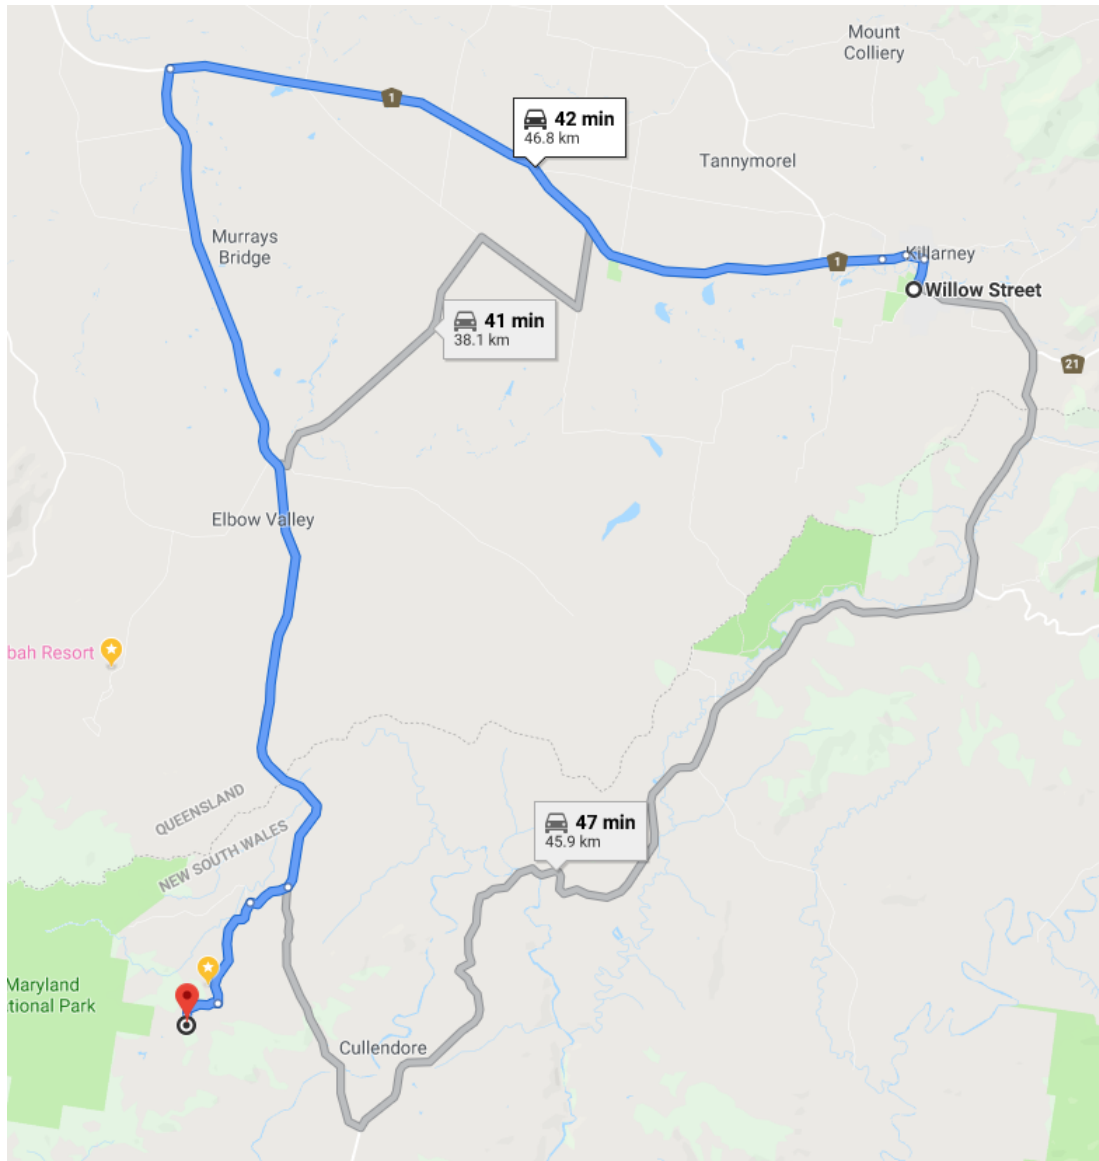 Mount
Colliery
1
42 min
46.8 km
Tannymorel
Murrays
Bridge
Killarney
1
Willow Street
41 min
38.1 km
21
Elbow Valley
bah Resort
QUEENSLAND
NEW SOUTH WALES
47 min
45.9 km
Maryland
tional Park
Cullendore